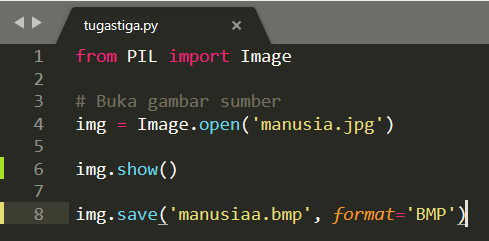 tugastiga.py
1 from PIL import Image
2
3 # Buka gambar sumber
4 img = Image.open('manusia.jpg')
5
6 img.show()
7
8 img.save('manusiaa.bmp', format='BMP')